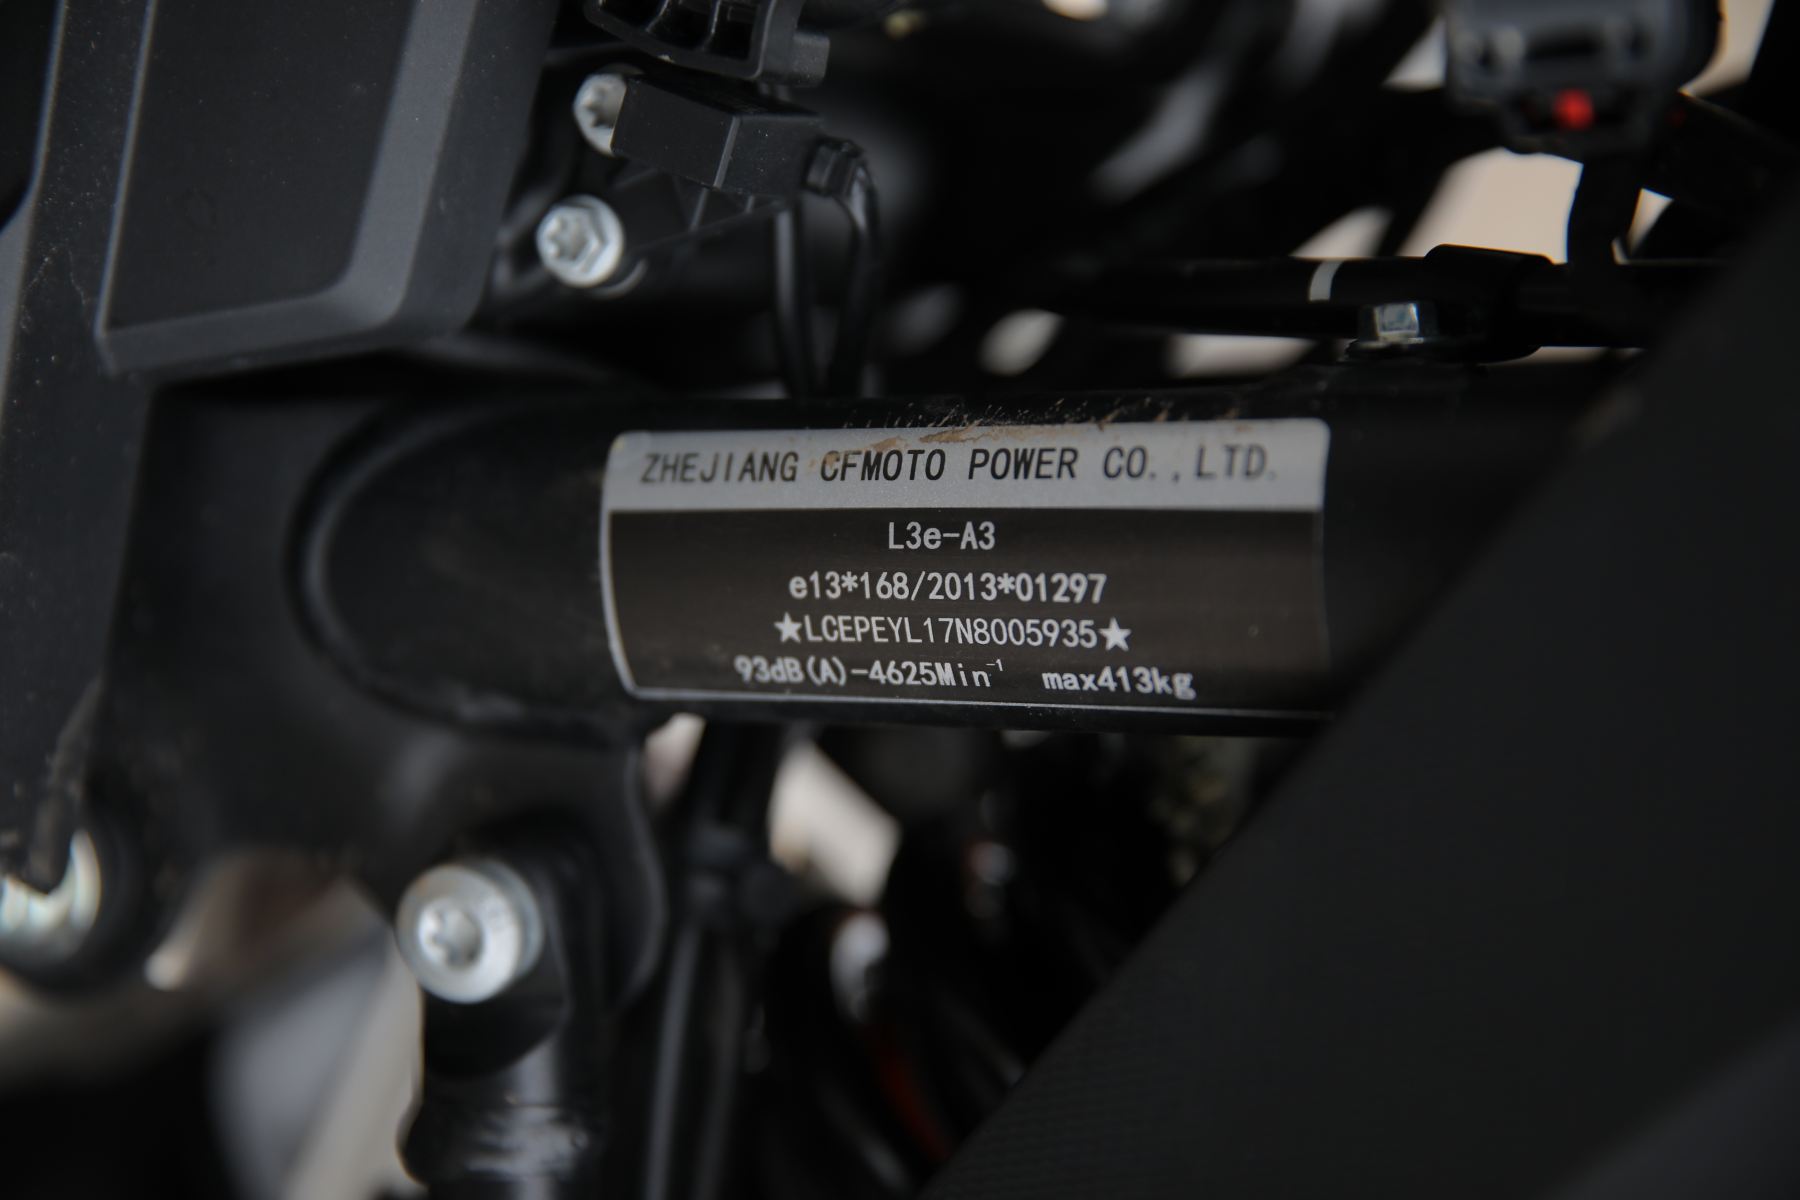 ZHEJIANG CFMOTO POWER CO.,LTD.
L3e-A3
e13*168/2013*01297
★LCEPEYL17N8005935★
93dB(A)-4625Min⁻¹ max413kg